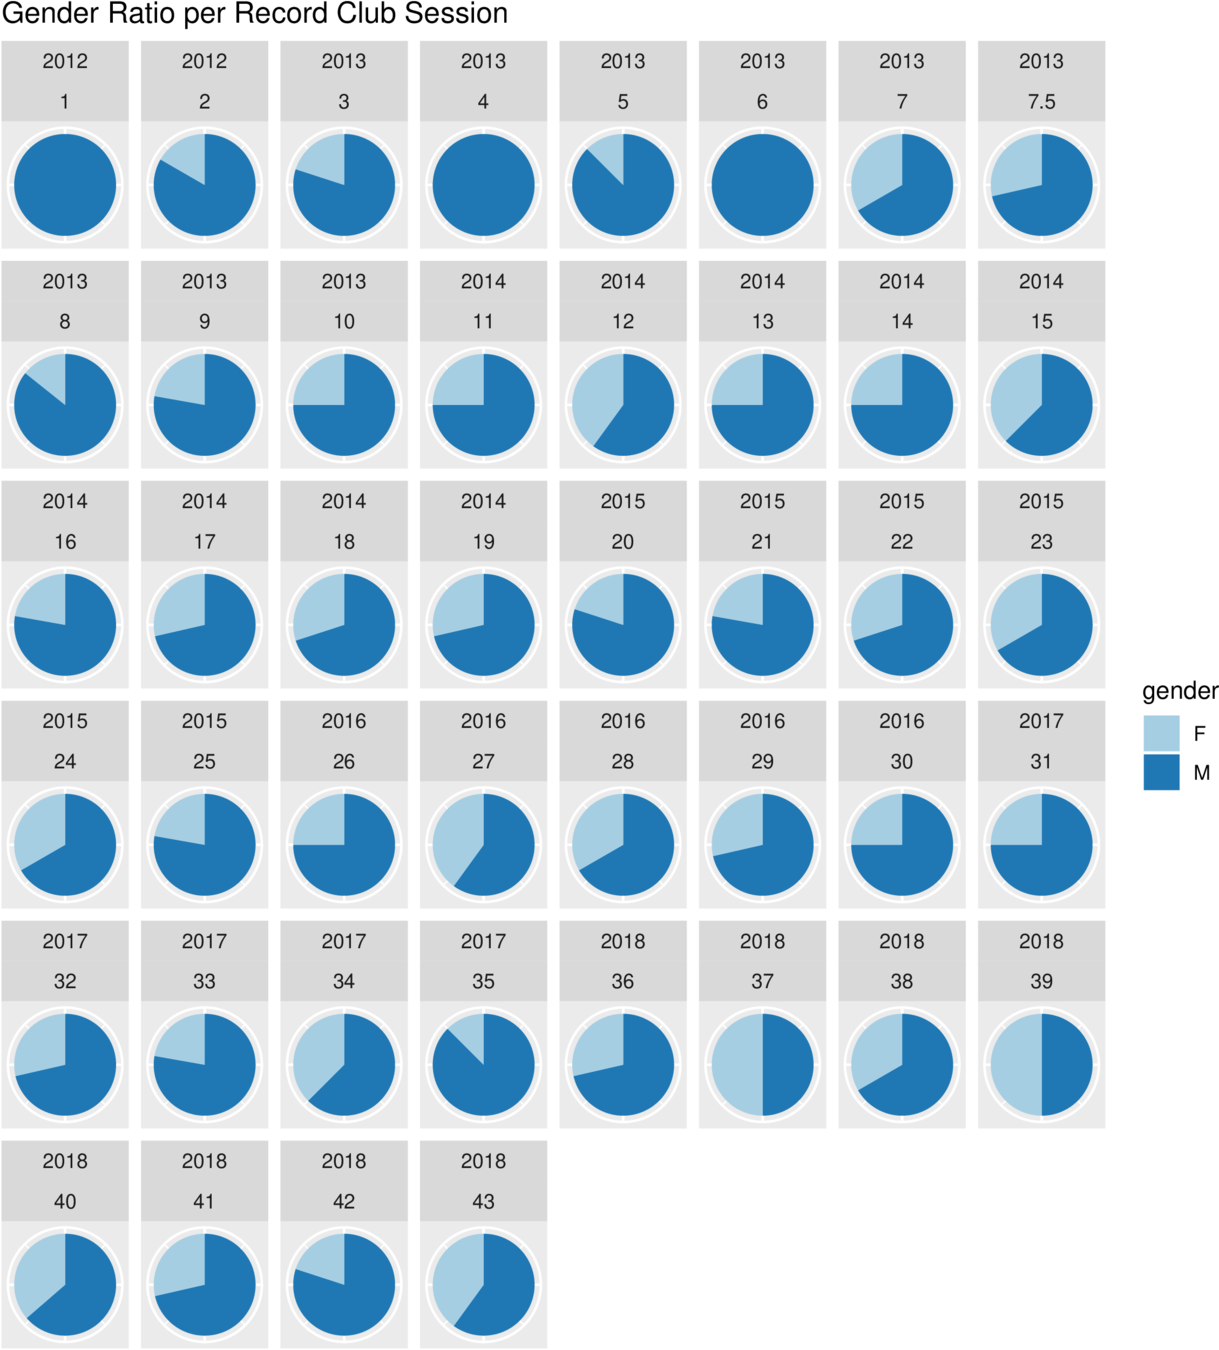 Gender Ratio per Record Club Session
2012 2012 2013 2013 2013 2013 2013 2013
1 2 3 4 5 6 7 7.5
2013 2013 2013 2014 2014 2014 2014 2014
8 9 10 11 12 13 14 15
2014 2014 2014 2014 2015 2015 2015 2015
16 17 18 19 20 21 22 23
2015 2015 2016 2016 2016 2016 2016 2017
24 25 26 27 28 29 30 31
2017 2017 2017 2017 2018 2018 2018 2018
32 33 34 35 36 37 38 39
2018 2018 2018 2018
40 41 42 43
gender
F
M